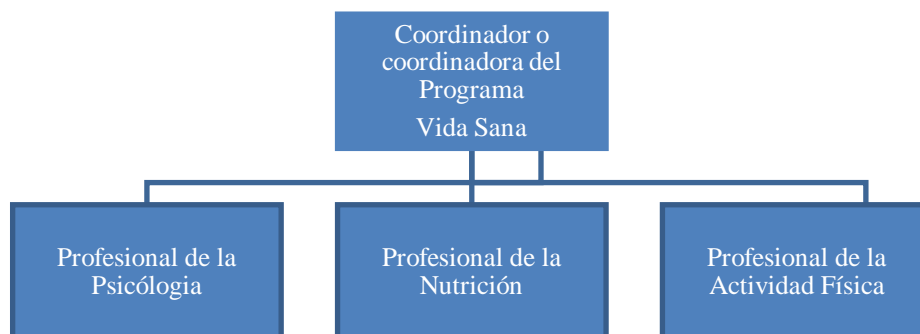 Coordinador o
coordinadora del
Programa
Vida Sana
Profesional de la
Psicólogia
Profesional de la
Nutrición
Profesional de la
Actividad Física